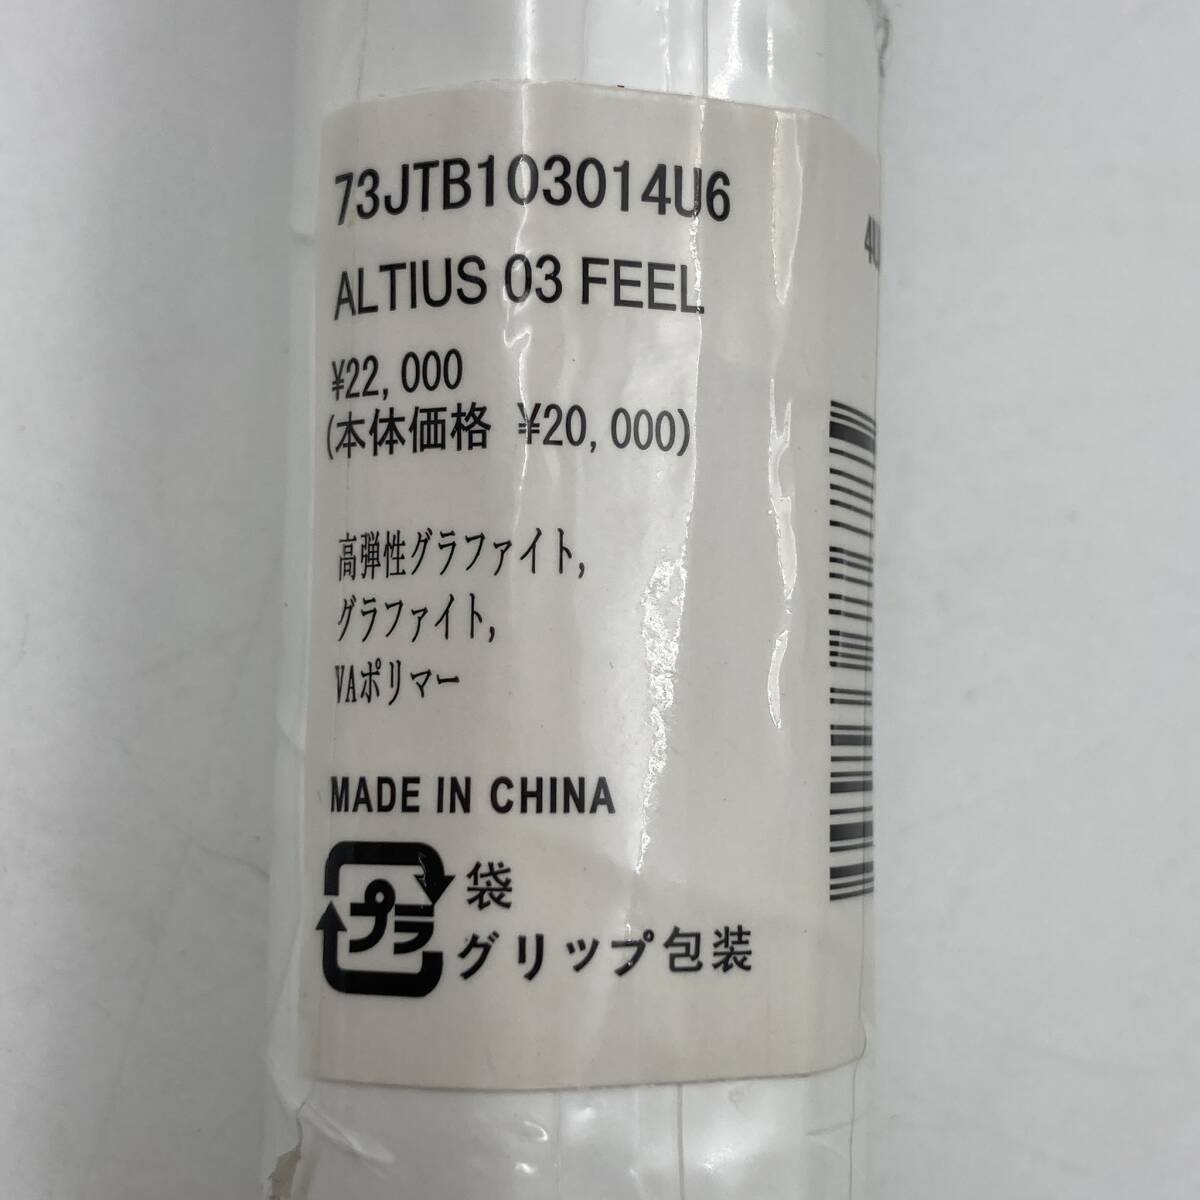 73JTB103014U6
ALTIUS 03 FEEL
¥22,000
(本体価格 ¥20,000)
高弾性グラファイト,
グラファイト,
VAポリマー
MADE IN CHINA
プラ
袋
グリップ包装